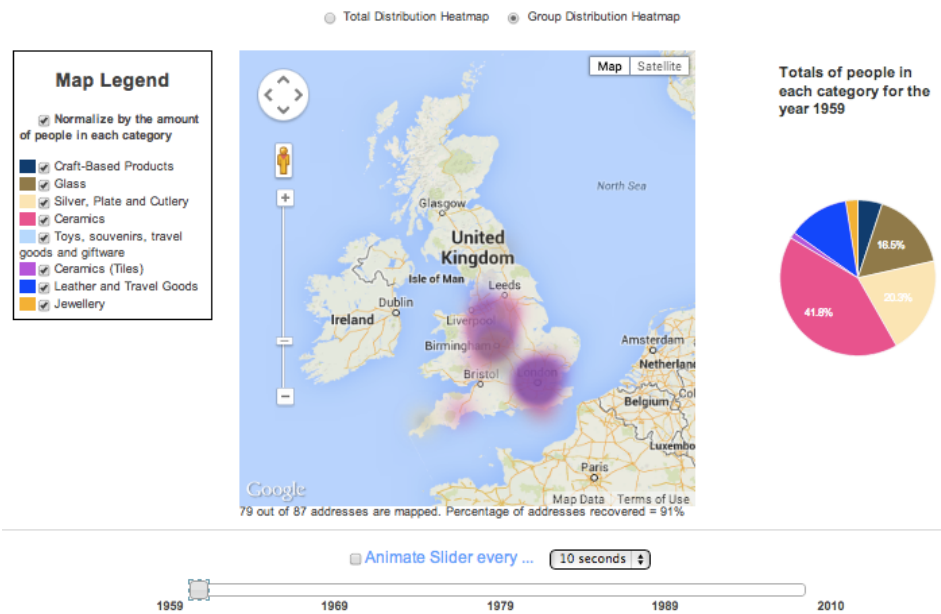 Total Distribution Heatmap Group Distribution Heatmap
Map Legend
Normalize by the amount
of people in each category
Craft-Based Products
Glass
Silver, Plate and Cutlery
Ceramics
Toys, souvenirs, travel
goods and giftware
Ceramics (Tiles)
Leather and Travel Goods
Jewellery
Map Satellite
North Sea
Glasgow
United
Kingdom
Isle of Man
Leeds
Dublin
Ireland
Liverpool
Birmingham
Bristol
London
Amsterdam
Netherlan
Belgium
Col
Luxembo
Paris
Google
Map Data Terms of Use
79 out of 87 addresses are mapped. Percentage of addresses recovered = 91%
Totals of people in
each category for the
year 1959
16.5%
20.3%
41.8%
Animate Slider every ... 10 seconds
1959 1969 1979 1989 2010